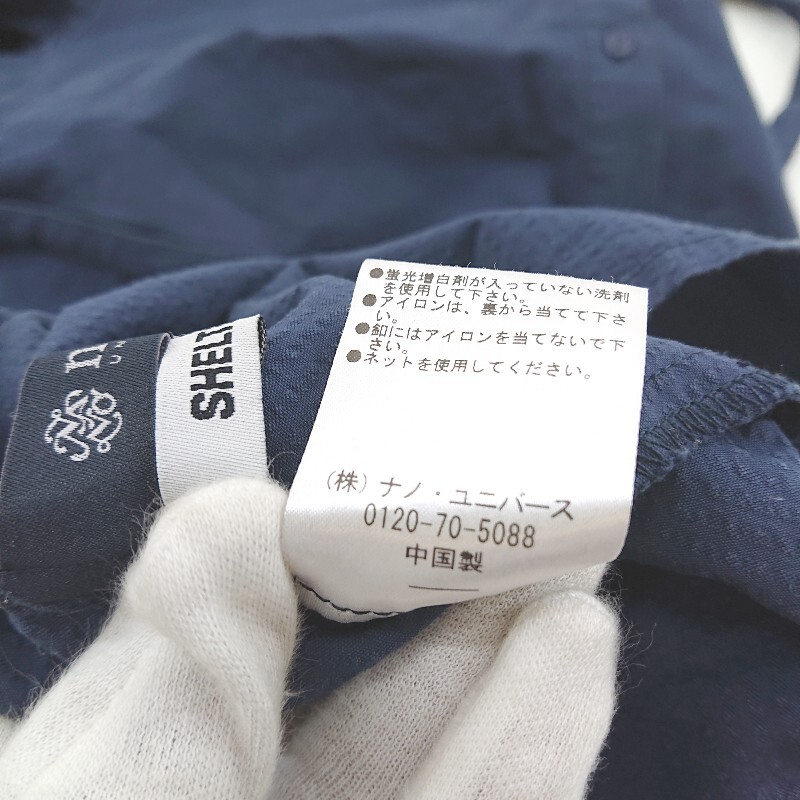 ●蛍光増白剤が入っていない洗剤
を使用して下さい。
●アイロンは、裏から当てて下さ
い。
●釦にはアイロンを当てないで下
さい。
●ネットを使用してください。
(株)ナノ・ユニバース
0120-70-5088
中国製
SHELT